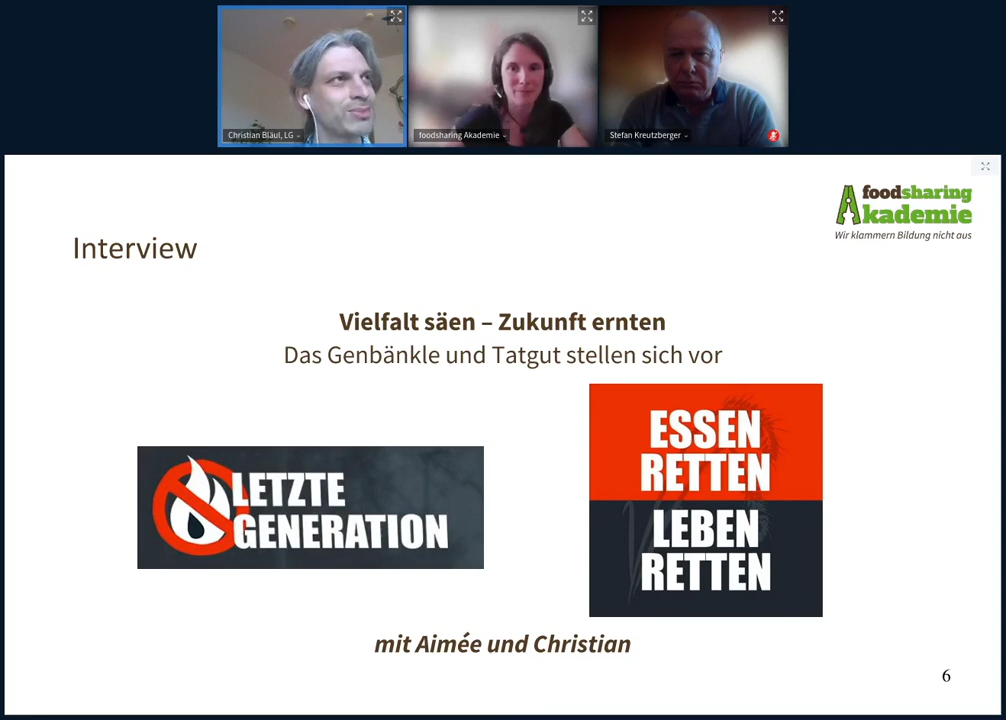 Christian Bläul, LG
foodsharing Akademie
Stefan Kreutzberger
foodsharing
Akademie
Wir klammern Bildung nicht aus
Interview
Vielfalt säen – Zukunft ernten
Das Genbänkle und Tatgut stellen sich vor
LETZTE
GENERATION
ESSEN
RETTEN
LEBEN
RETTEN
mit Aimée und Christian
6